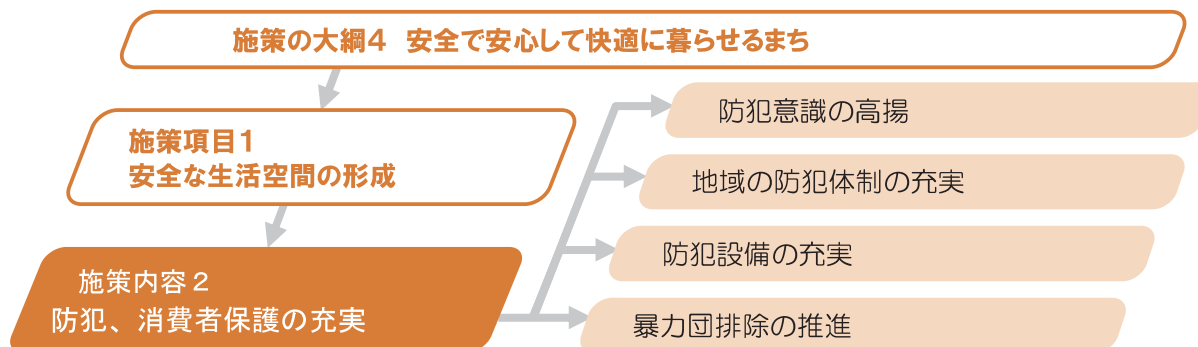 施策の大綱4 安全で安心して快適に暮らせるまち
施策項目1
安全な生活空間の形成
施策内容2
防犯、消費者保護の充実
防犯意識の高揚
地域の防犯体制の充実
防犯設備の充実
暴力団排除の推進